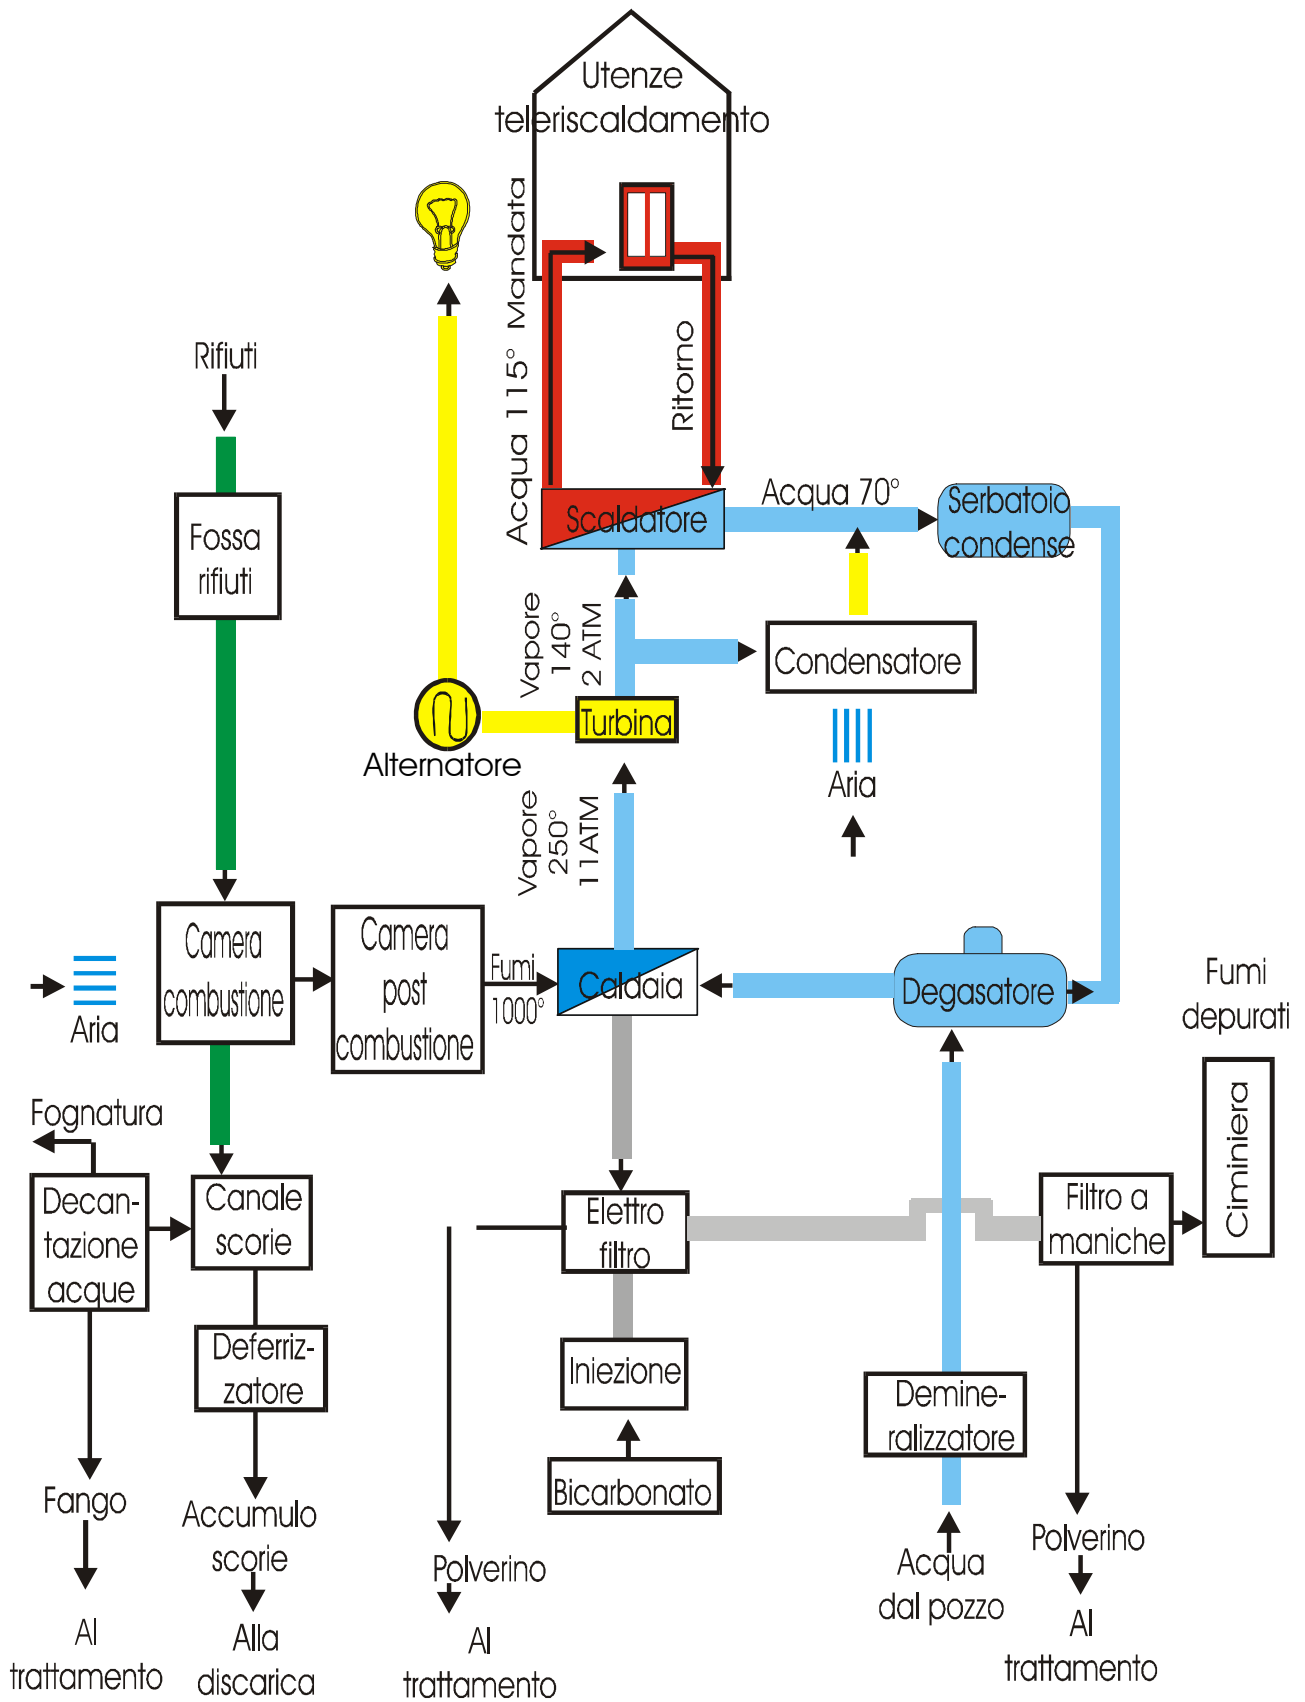 Utenze
teleriscaldamento
Acqua 115° Mandata
Ritorno
Rifiuti
Fossa
rifiuti
Scaldatore
Acqua 70°
Serbatoio
condense
Vapore
140°
2 ATM
Condensatore
Turbina
Alternatore
Aria
Vapore
250°
11ATM
Camera
combustione
Camera
post
combustione
Fumi
1000°
Caldaia
Degasatore
Aria
Fumi
depurati
Ciminiera
Fognatura
Decan-
tazione
acque
Canale
scorie
Elettro
filtro
Filtro a
maniche
Deferriz-
zatore
Iniezione
Demine-
ralizzatore
Bicarbonato
Fango
Accumulo
scorie
Polverino
Acqua
dal pozzo
Polverino
Al
trattamento
Alla
discarica
Al
trattamento
Al
trattamento